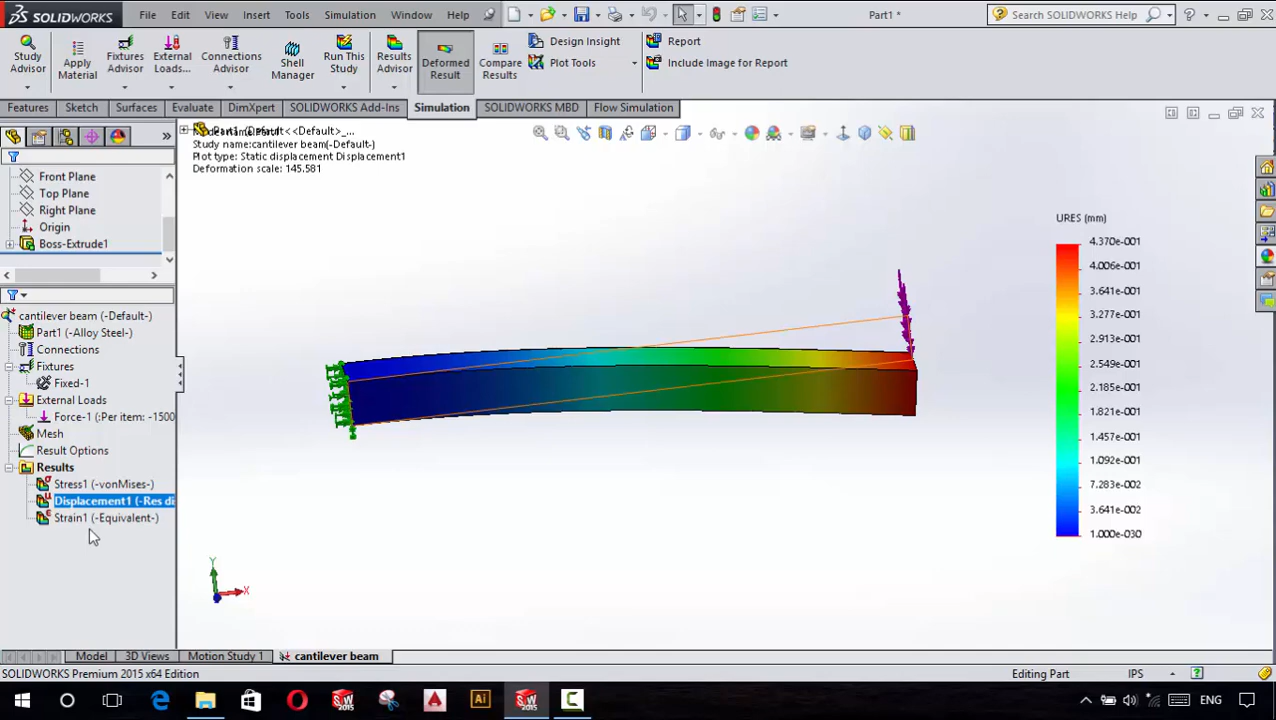 SOLIDWORKS
File Edit View Insert Tools Simulation Window Help
Part1 *
Search SOLIDWORKS Help
Study Advisor
Apply Material
Fixtures Advisor
External Loads...
Connections Advisor
Shell Manager
Run This Study
Results Advisor
Deformed Result
Compare Results
Design Insight
Plot Tools
Report
Include Image for Report
Features Sketch Surfaces Evaluate DimXpert SOLIDWORKS Add-Ins Simulation SOLIDWORKS MBD Flow Simulation
Part1 (Default<<Default>_...
Study name:cantilever beam(-Default-)
Plot type: Static displacement Displacement1
Deformation scale: 145.581
Front Plane
Top Plane
Right Plane
Origin
Boss-Extrude1
cantilever beam (-Default-)
Part1 (-Alloy Steel-)
Connections
Fixtures
Fixed-1
External Loads
Force-1 (:Per item: -1500
Mesh
Result Options
Results
Stress1 (-vonMises-)
Displacement1 (-Res di
Strain1 (-Equivalent-)
URES (mm)
4.370e-001
4.006e-001
3.641e-001
3.277e-001
2.913e-001
2.549e-001
2.185e-001
1.821e-001
1.457e-001
1.092e-001
7.283e-002
3.641e-002
1.000e-030
Y
X
Model 3D Views Motion Study 1 cantilever beam
SOLIDWORKS Premium 2015 x64 Edition
Editing Part
IPS
SW 2015
A
Ai
SW 2015
C
ENG